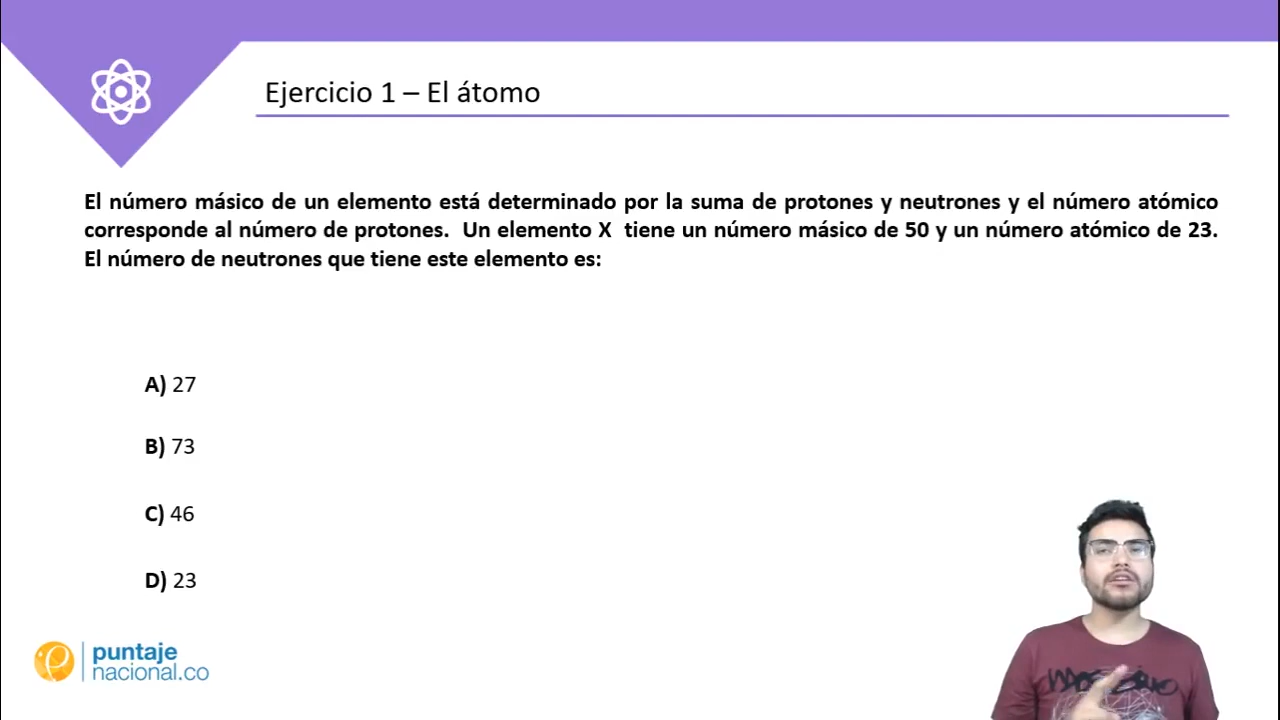 Ejercicio 1 – El átomo
El número másico de un elemento está determinado por la suma de protones y neutrones y el número atómico
corresponde al número de protones. Un elemento X tiene un número másico de 50 y un número atómico de 23.
El número de neutrones que tiene este elemento es:
A) 27
B) 73
C) 46
D) 23
puntaje
nacional.co